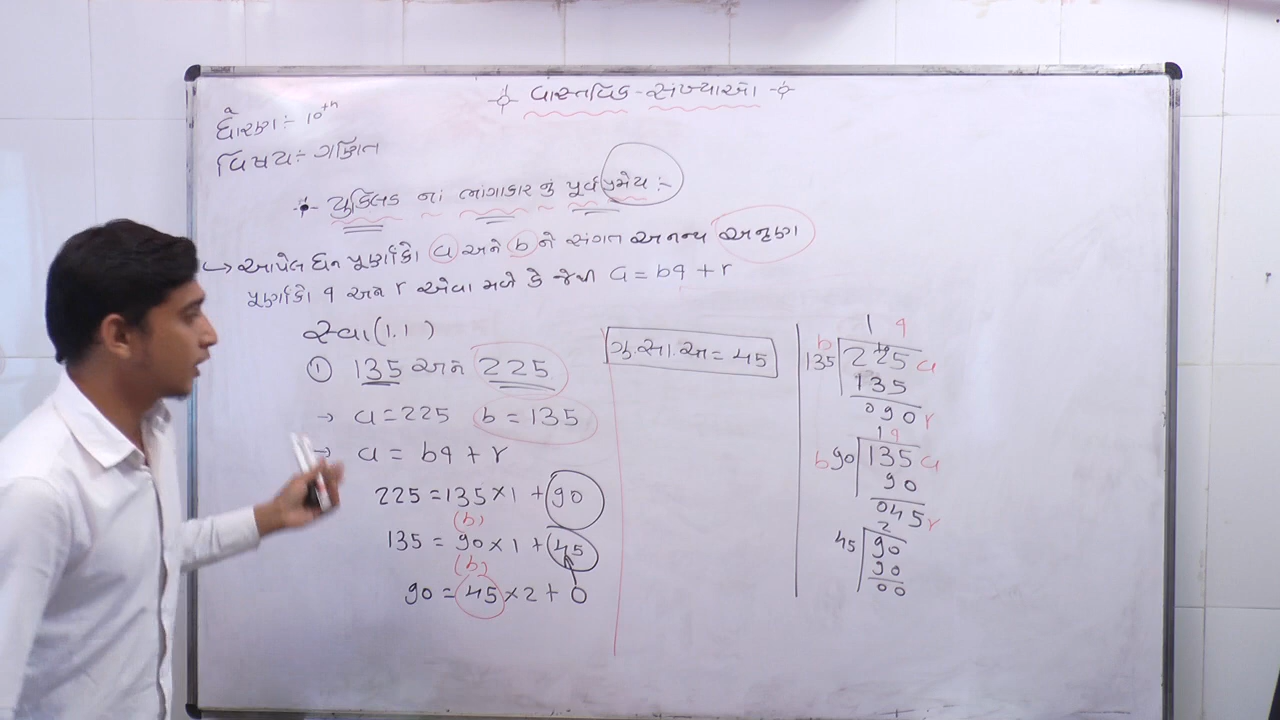 વાસ્તવિક-સંખ્યાઓ
ધોરણ:- 10th
વિષય:- ગણિત
યુક્લિડ નાં ભાગાકાર નું પૂર્વપ્રમેય :-
આપેલ ઘન પૂર્ણાંકો a અને b ને સંગત અનન્ય અનૃણ
પૂર્ણાંકો q અને r એવા મળે કે જેથી a = bq + r
સ્વા(1.1)
① 135 અને 225
→ a = 225 b = 135
→ a = bq + r
225 = 135 × 1 + 90
(b)
135 = 90 × 1 + 45
(b)
90 = 45 × 2 + 0
ગુ.સા.અ = 45
1 q
b 135 225 a
135
090 r
1 q
b 90 135 a
90
045 r
2
45 90
90
00